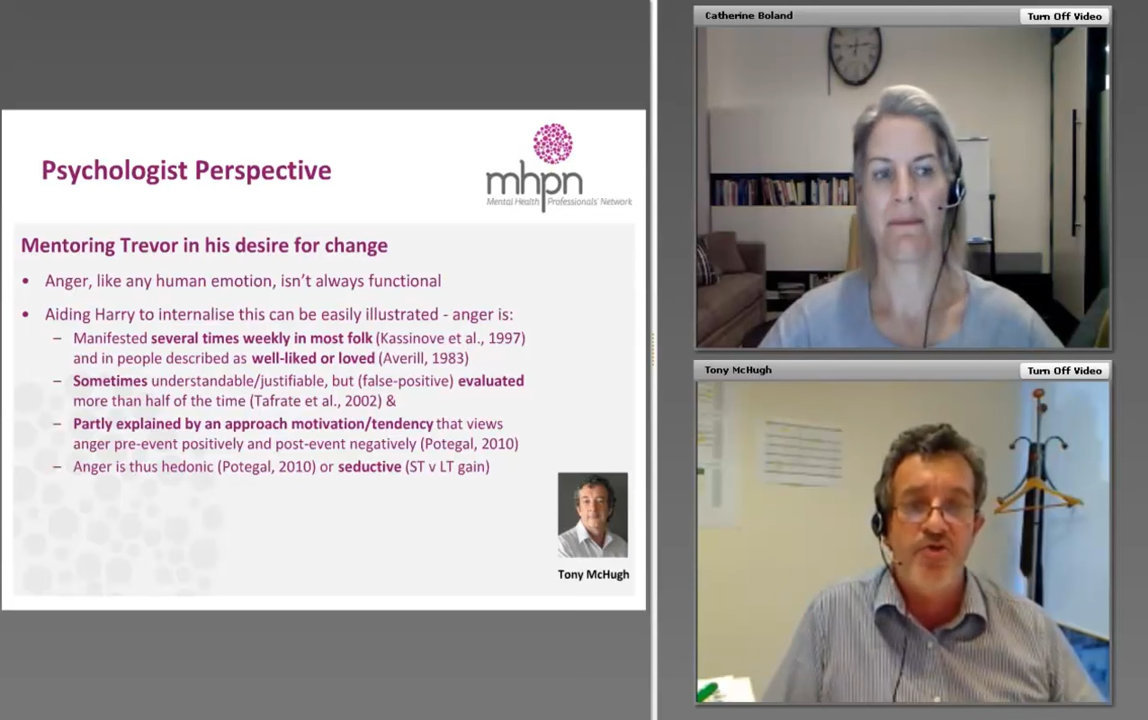 Psychologist Perspective
mhpn
Mental Health Professionals' Network
Mentoring Trevor in his desire for change
• Anger, like any human emotion, isn't always functional
• Aiding Harry to internalise this can be easily illustrated - anger is:
– Manifested several times weekly in most folk (Kassinove et al., 1997)
and in people described as well-liked or loved (Averill, 1983)
– Sometimes understandable/justifiable, but (false-positive) evaluated
more than half of the time (Tafrate et al., 2002) &
– Partly explained by an approach motivation/tendency that views
anger pre-event positively and post-event negatively (Potegal, 2010)
– Anger is thus hedonic (Potegal, 2010) or seductive (ST v LT gain)
Tony McHugh
Catherine Boland
Turn Off Video
Tony McHugh
Turn Off Video